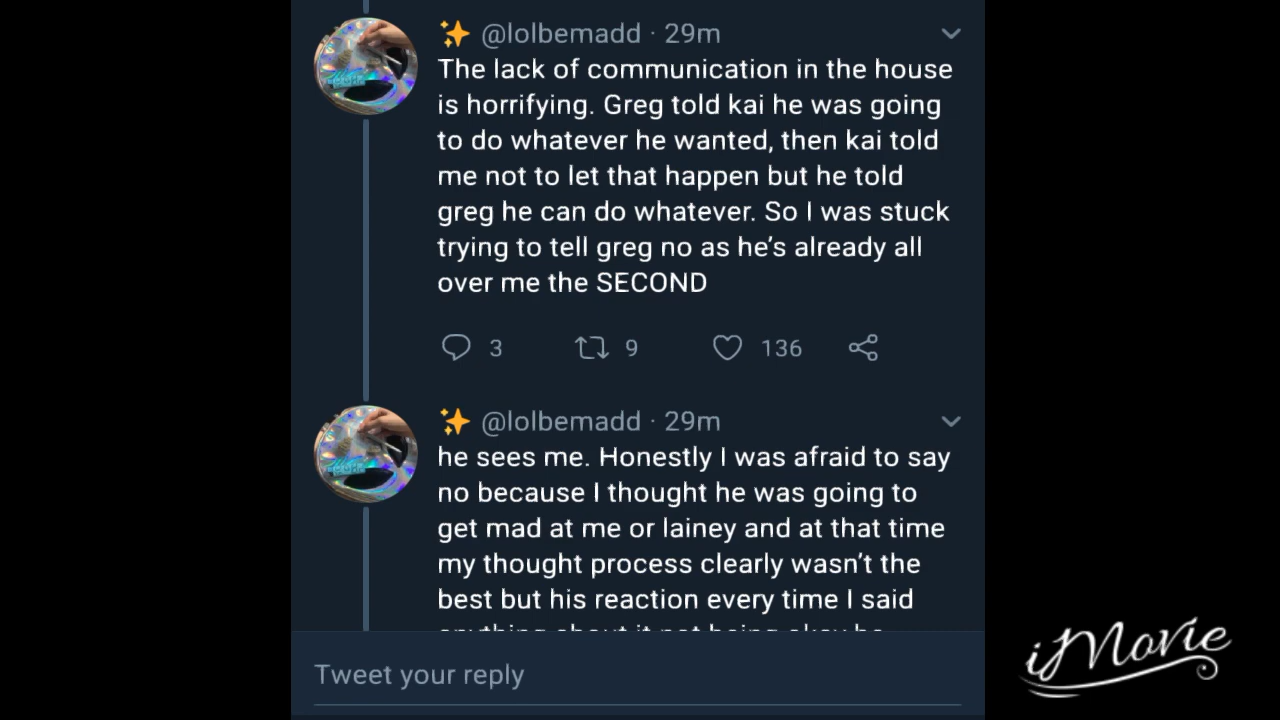 @lolbemadd · 29m
The lack of communication in the house
is horrifying. Greg told kai he was going
to do whatever he wanted, then kai told
me not to let that happen but he told
greg he can do whatever. So I was stuck
trying to tell greg no as he's already all
over me the SECOND
3 9 136
@lolbemadd · 29m
he sees me. Honestly I was afraid to say
no because I thought he was going to
get mad at me or lainey and at that time
my thought process clearly wasn't the
best but his reaction every time I said
Tweet your reply
iMovie